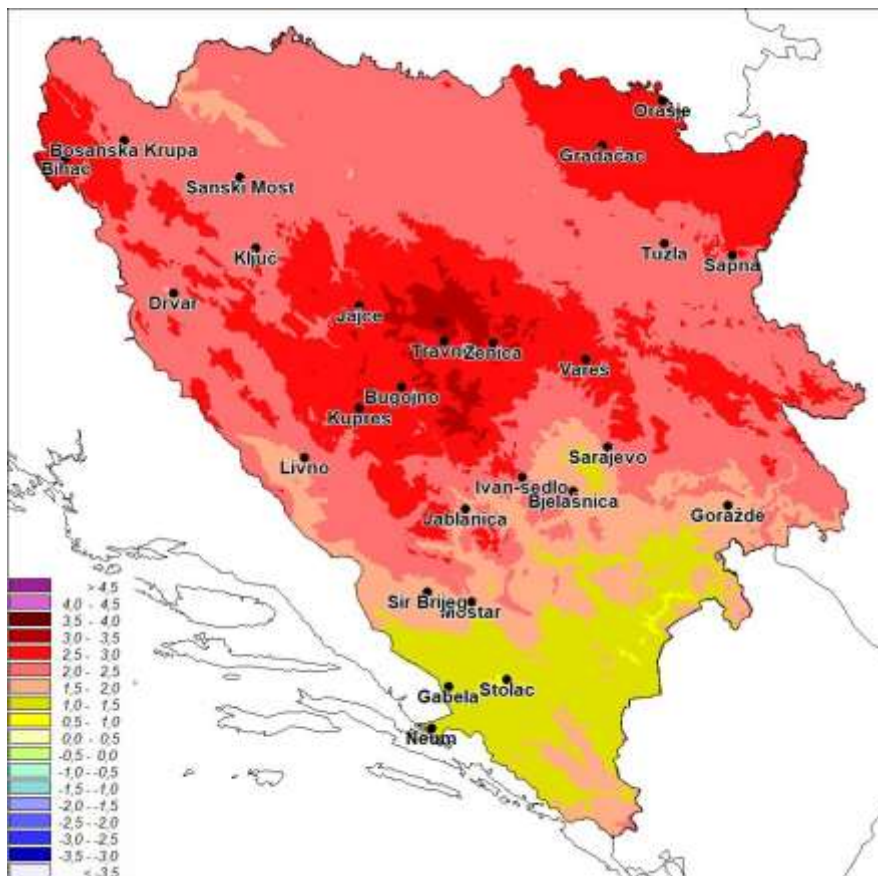 Orašje
Bosanska Krupa
Gradačac
Bihać
Sanski Most
Tuzla
Ključ
Sapna
Drvar
Jajce
Travnik
Zenica
Vareš
Bugojno
Kupres
Sarajevo
Livno
Ivan-sedlo
Bjelašnica
Jablanica
Goražde
Sir Brijeg
Mostar
Gabela
Stolac
Neum
> 4,5
4,0 - 4,5
3,5 - 4,0
3,0 - 3,5
2,5 - 3,0
2,0 - 2,5
1,5 - 2,0
1,0 - 1,5
0,5 - 1,0
0,0 - 0,5
-0,5 - 0,0
-1,0 - -0,5
-1,5 - -1,0
-2,0 - -1,5
-2,5 - -2,0
-3,0 - -2,5
-3,5 - -3,0
< -3,5